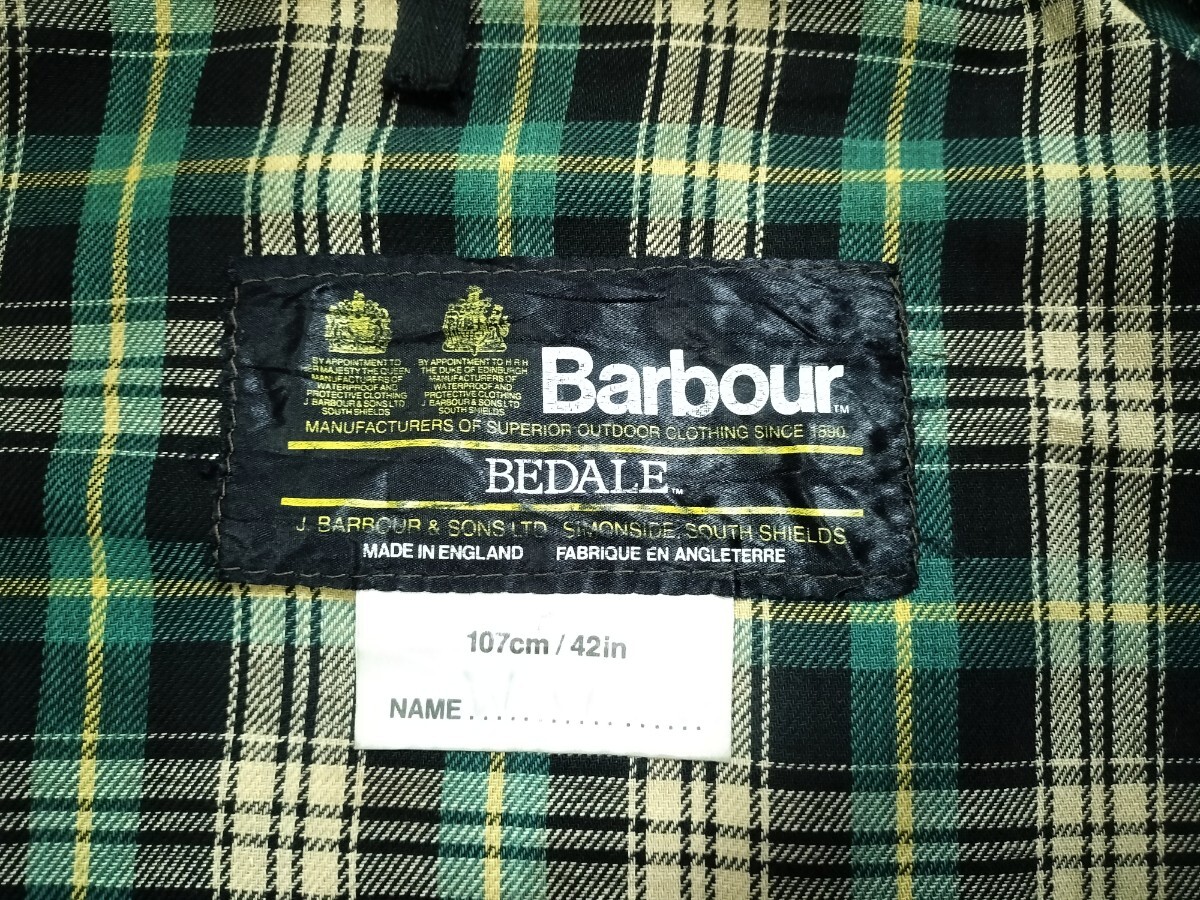 BY APPOINTMENT TO
HER MAJESTY THE QUEEN
MANUFACTURERS OF
WATERPROOF AND
PROTECTIVE CLOTHING
J BARBOUR & SONS LTD
SOUTH SHIELDS
BY APPOINTMENT TO H R H
THE DUKE OF EDINBURGH
MANUFACTURERS OF
WATERPROOF AND
PROTECTIVE CLOTHING
J BARBOUR & SONS LTD
SOUTH SHIELDS
Barbour™
MANUFACTURERS OF SUPERIOR OUTDOOR CLOTHING SINCE 1890.
BEDALE™
J. BARBOUR & SONS LTD. SIMONSIDE, SOUTH SHIELDS
MADE IN ENGLAND FABRIQUE EN ANGLETERRE
107cm / 42in
NAME..................